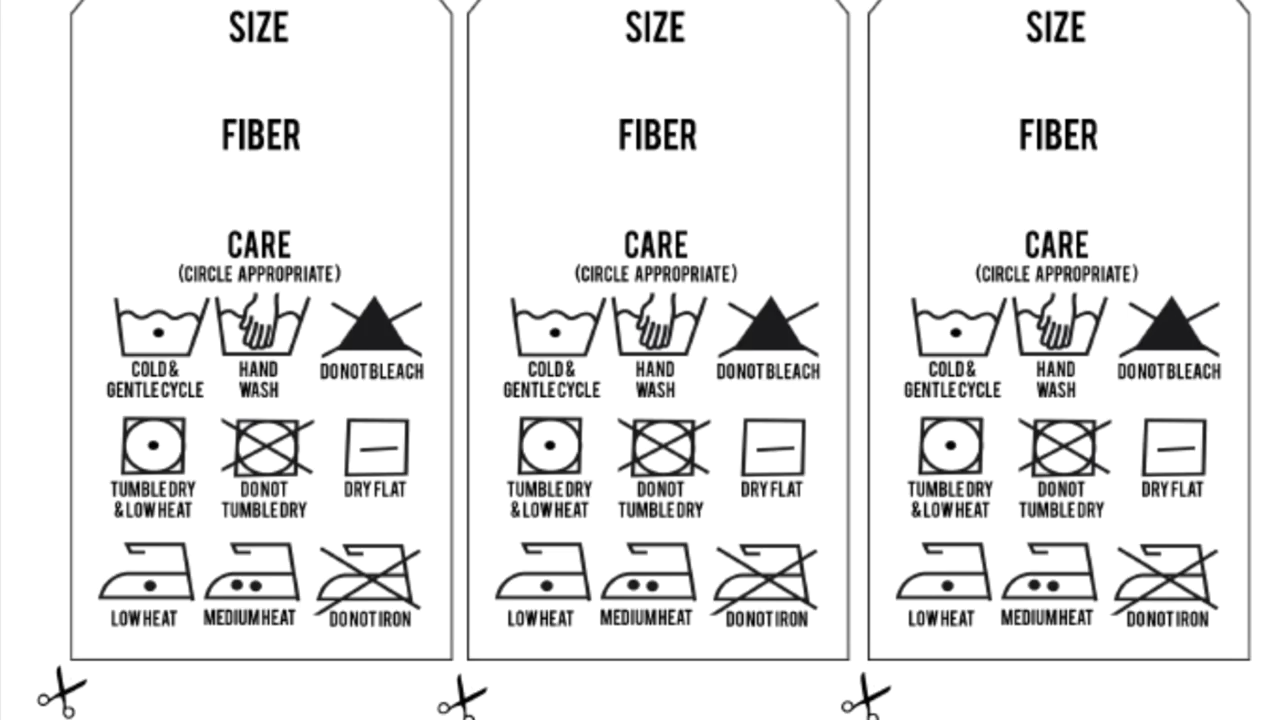 SIZE
FIBER
CARE
(CIRCLE APPROPRIATE)
COLD &
GENTLE CYCLE
HAND
WASH
DO NOT BLEACH
TUMBLE DRY
& LOW HEAT
DO NOT
TUMBLE DRY
DRY FLAT
LOW HEAT
MEDIUM HEAT
DO NOT IRON
SIZE
FIBER
CARE
(CIRCLE APPROPRIATE)
COLD &
GENTLE CYCLE
HAND
WASH
DO NOT BLEACH
TUMBLE DRY
& LOW HEAT
DO NOT
TUMBLE DRY
DRY FLAT
LOW HEAT
MEDIUM HEAT
DO NOT IRON
SIZE
FIBER
CARE
(CIRCLE APPROPRIATE)
COLD &
GENTLE CYCLE
HAND
WASH
DO NOT BLEACH
TUMBLE DRY
& LOW HEAT
DO NOT
TUMBLE DRY
DRY FLAT
LOW HEAT
MEDIUM HEAT
DO NOT IRON